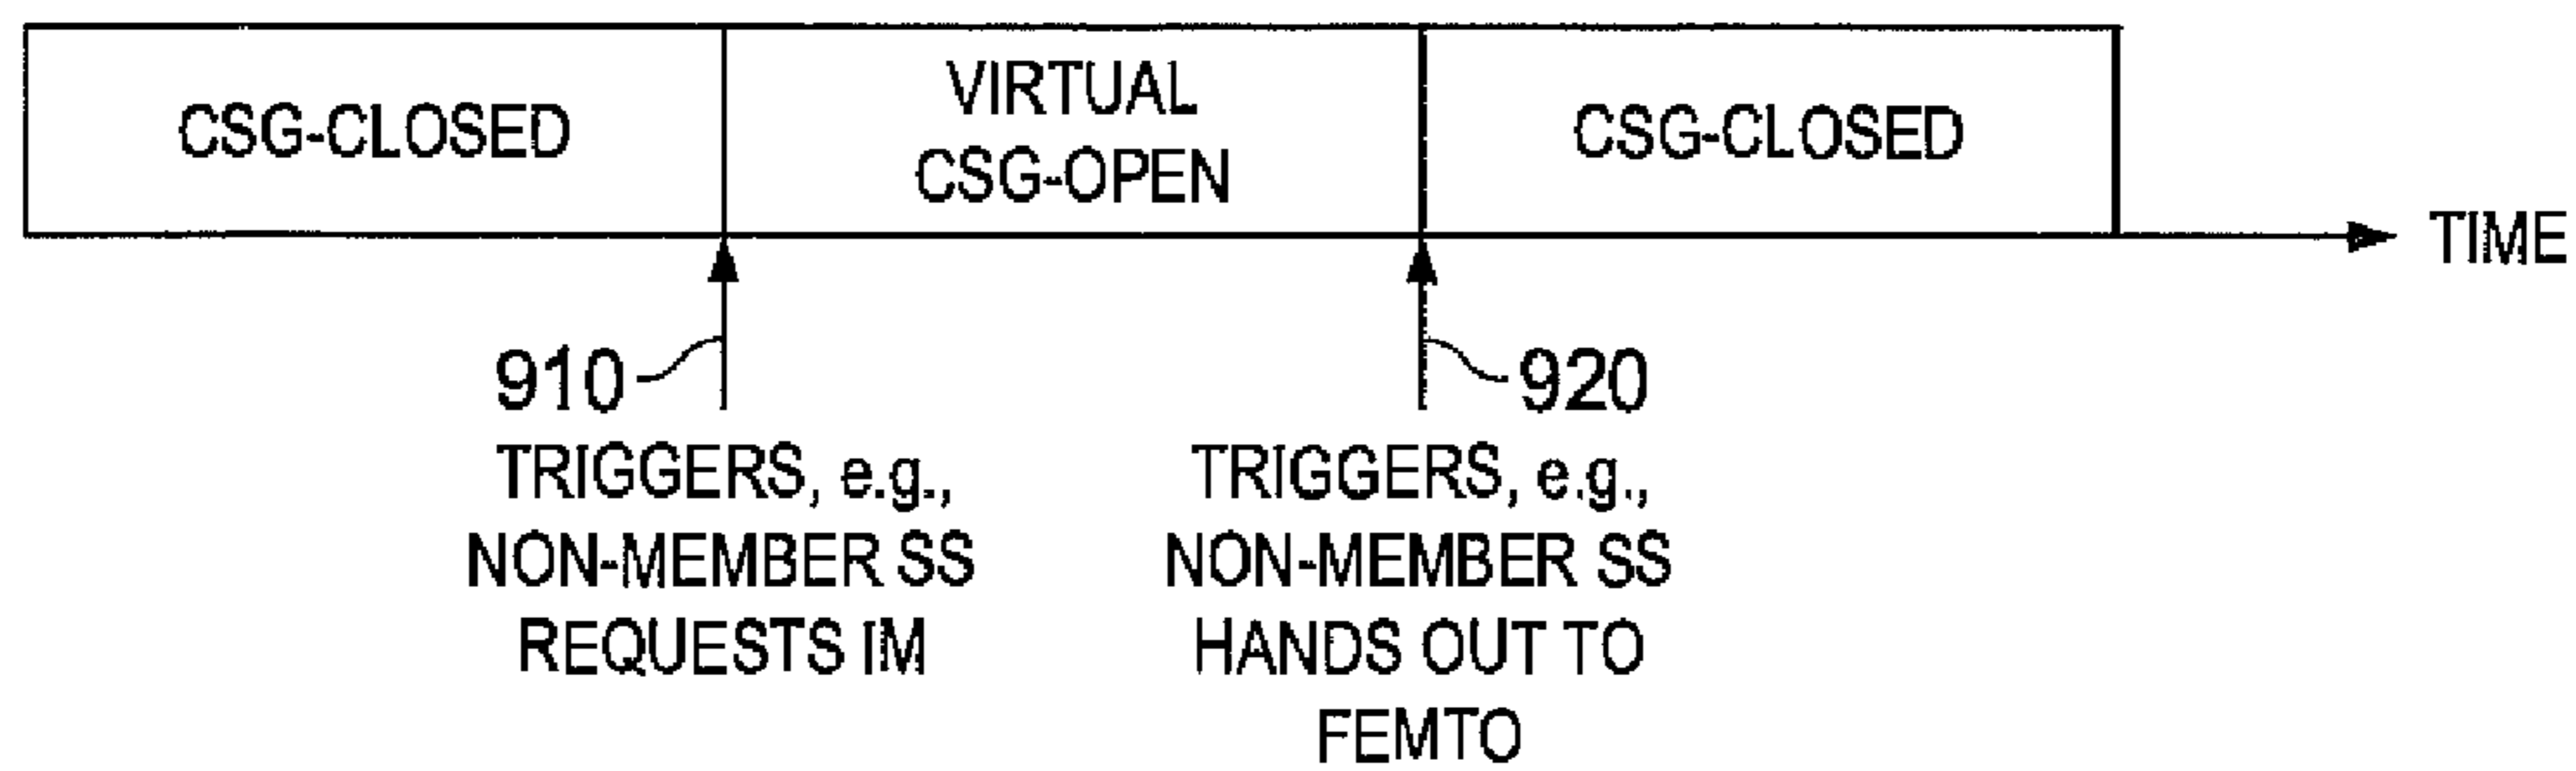 CSG-CLOSED
VIRTUAL
CSG-OPEN
CSG-CLOSED
TIME
910
TRIGGERS, e.g.,
NON-MEMBER SS
REQUESTS IM
920
TRIGGERS, e.g.,
NON-MEMBER SS
HANDS OUT TO
FEMTO